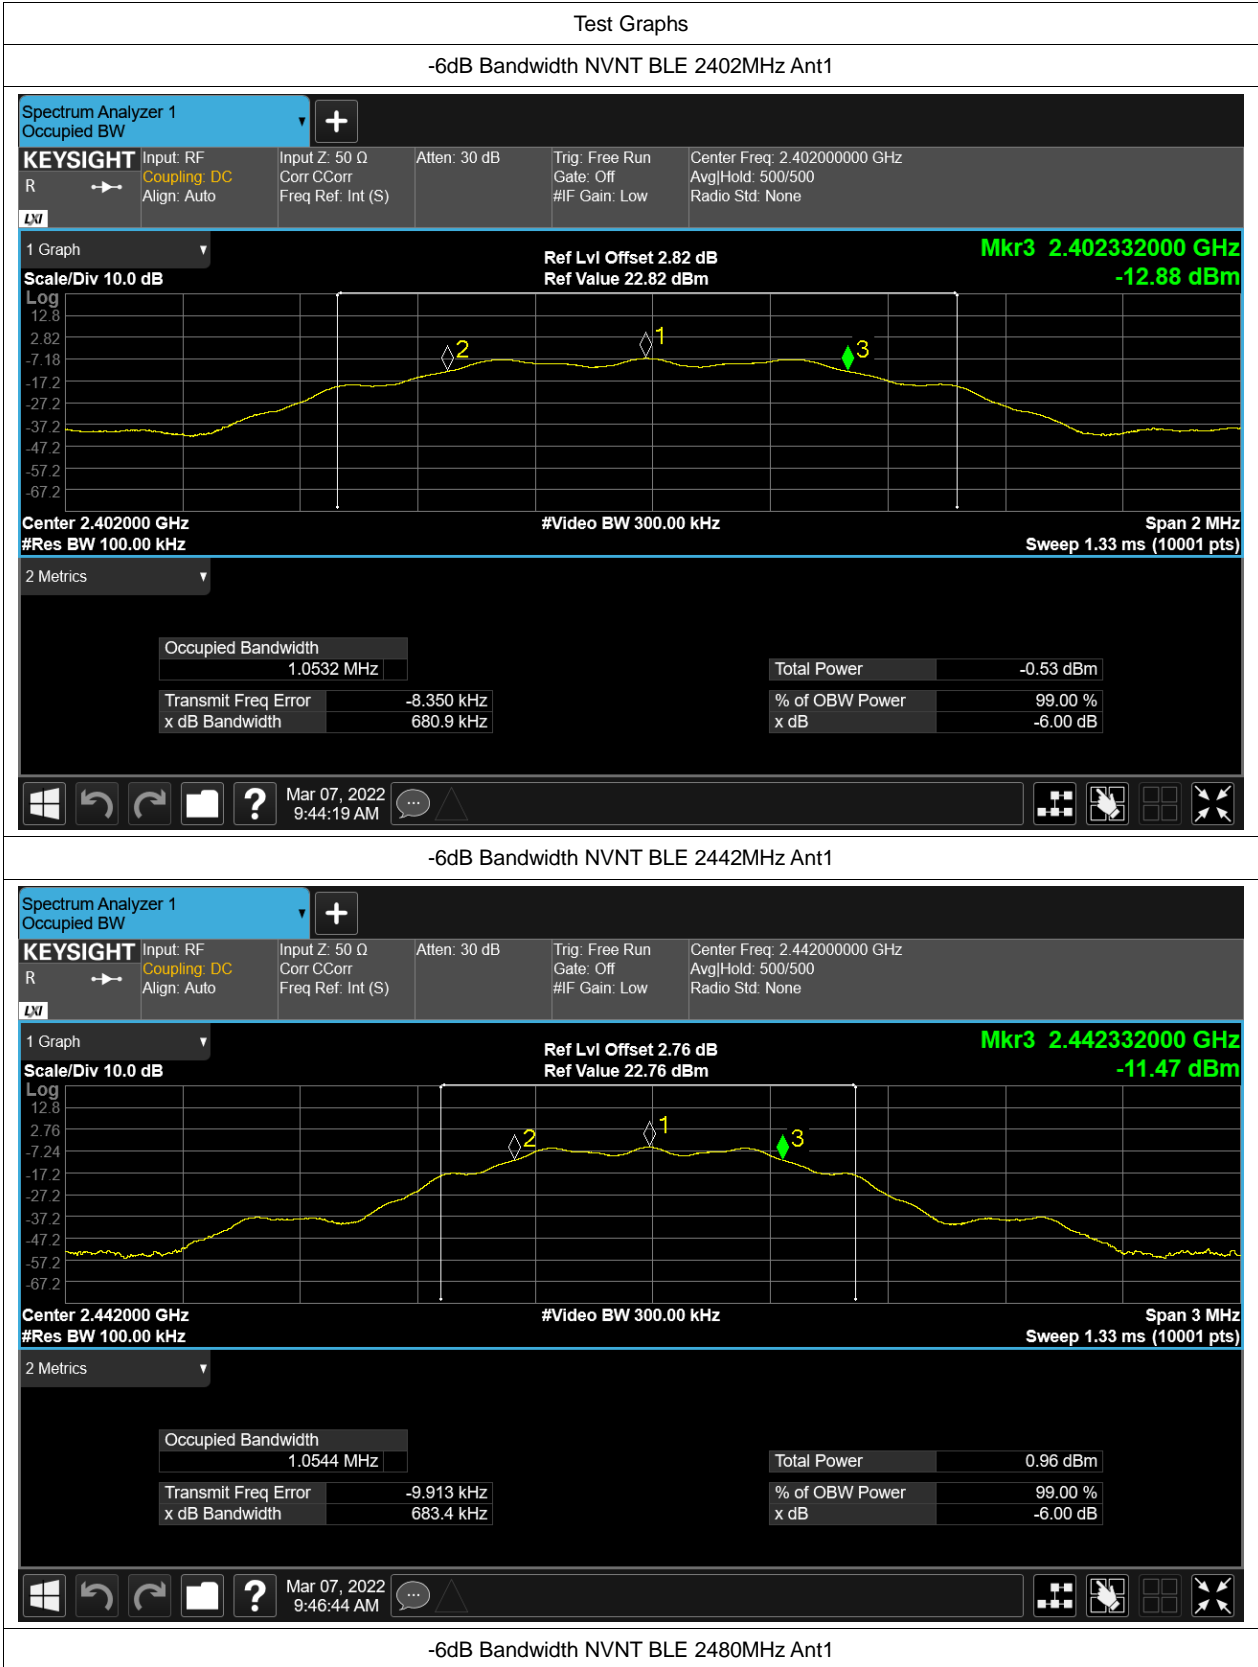 Test Graphs
-6dB Bandwidth NVNT BLE 2402MHz Ant1
Spectrum Analyzer 1
Occupied BW
KEYSIGHT Input: RF Input Z: 50 Ω Atten: 30 dB Trig: Free Run Center Freq: 2.402000000 GHz
R Coupling: DC Corr CCorr Gate: Off Avg|Hold: 500/500
Align: Auto Freq Ref: Int (S) #IF Gain: Low Radio Std: None
LXI
1 Graph Ref Lvl Offset 2.82 dB Mkr3 2.402332000 GHz
Scale/Div 10.0 dB Ref Value 22.82 dBm -12.88 dBm
Log
12.8
2.82
-7.18
-17.2
-27.2
-37.2
-47.2
-57.2
-67.2
2 1 3
Center 2.402000 GHz #Video BW 300.00 kHz Span 2 MHz
#Res BW 100.00 kHz Sweep 1.33 ms (10001 pts)
2 Metrics
Occupied Bandwidth
1.0532 MHz Total Power -0.53 dBm
Transmit Freq Error -8.350 kHz % of OBW Power 99.00 %
x dB Bandwidth 680.9 kHz x dB -6.00 dB
? Mar 07, 2022
9:44:19 AM
-6dB Bandwidth NVNT BLE 2442MHz Ant1
Spectrum Analyzer 1
Occupied BW
KEYSIGHT Input: RF Input Z: 50 Ω Atten: 30 dB Trig: Free Run Center Freq: 2.442000000 GHz
R Coupling: DC Corr CCorr Gate: Off Avg|Hold: 500/500
Align: Auto Freq Ref: Int (S) #IF Gain: Low Radio Std: None
LXI
1 Graph Ref Lvl Offset 2.76 dB Mkr3 2.442332000 GHz
Scale/Div 10.0 dB Ref Value 22.76 dBm -11.47 dBm
Log
12.8
2.76
-7.24
-17.2
-27.2
-37.2
-47.2
-57.2
-67.2
2 1 3
Center 2.442000 GHz #Video BW 300.00 kHz Span 3 MHz
#Res BW 100.00 kHz Sweep 1.33 ms (10001 pts)
2 Metrics
Occupied Bandwidth
1.0544 MHz Total Power 0.96 dBm
Transmit Freq Error -9.913 kHz % of OBW Power 99.00 %
x dB Bandwidth 683.4 kHz x dB -6.00 dB
? Mar 07, 2022
9:46:44 AM
-6dB Bandwidth NVNT BLE 2480MHz Ant1